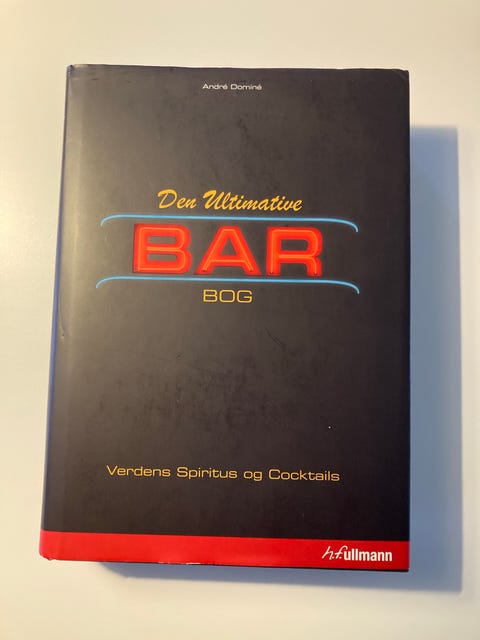 André Dominé
Den Ultimative
BAR
BOG
Verdens Spiritus og Cocktails
h.f.ullmann